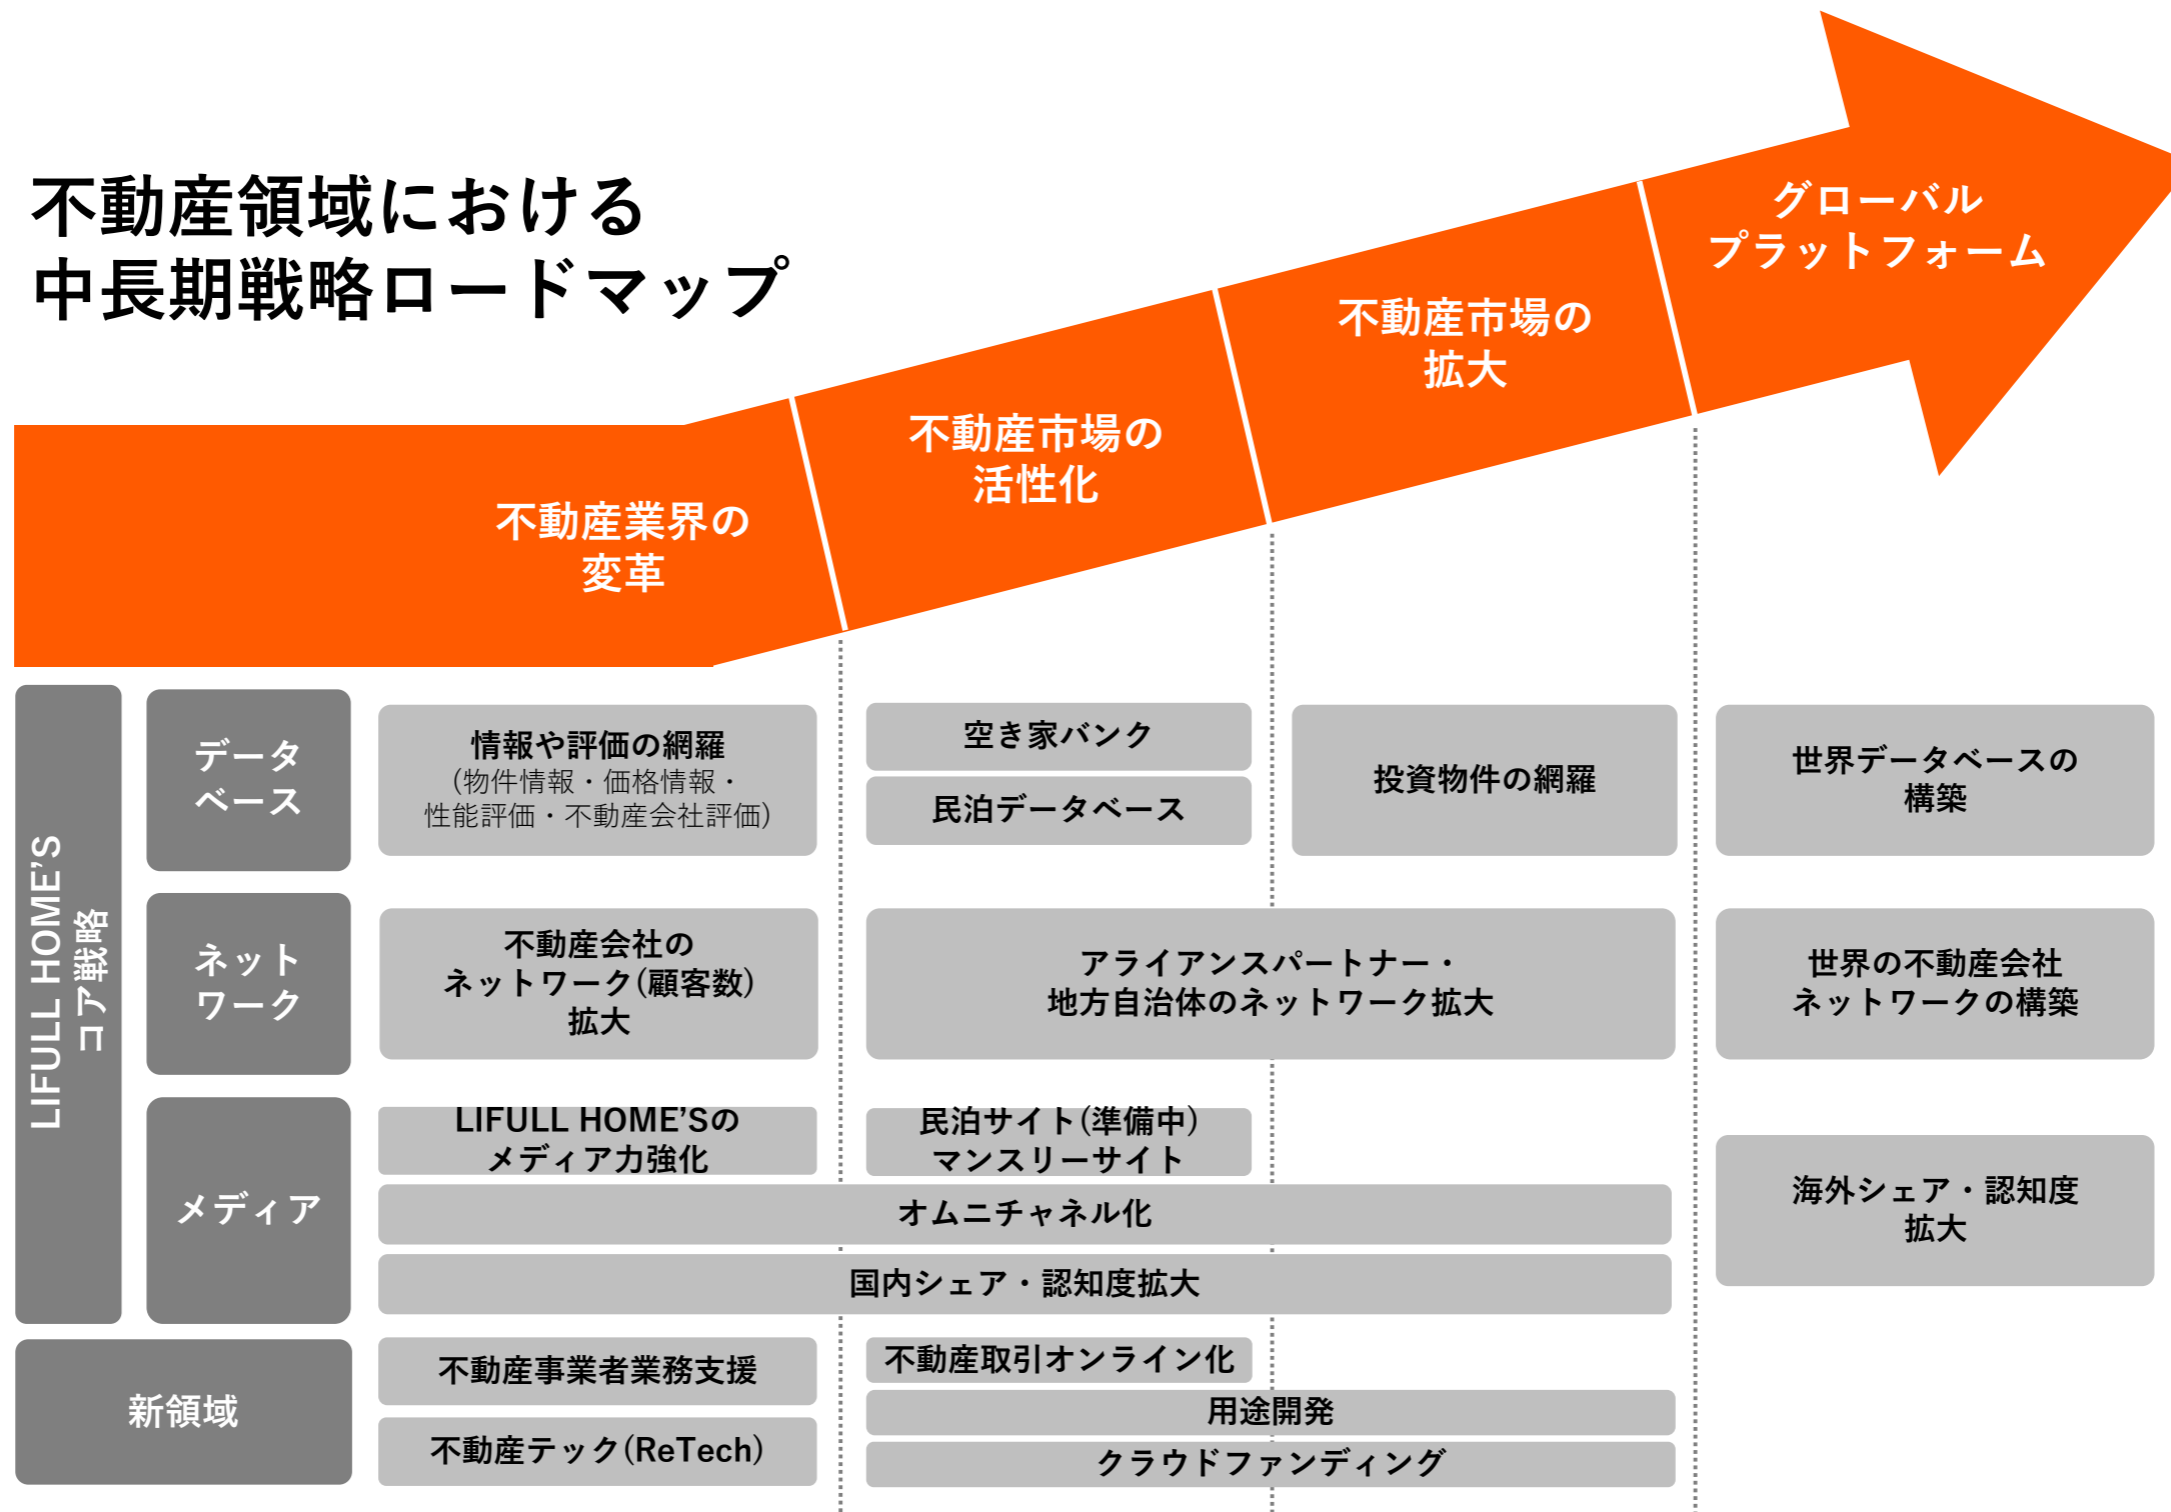 不動産領域における
中長期戦略ロードマップ
不動産業界の
変革
不動産市場の
活性化
不動産市場の
拡大
グローバル
プラットフォーム
LIFULL HOME’S
コア戦略
データ
ベース
情報や評価の網羅
(物件情報・価格情報・
性能評価・不動産会社評価)
空き家バンク
民泊データベース
投資物件の網羅
世界データベースの
構築
ネット
ワーク
不動産会社の
ネットワーク(顧客数)
拡大
アライアンスパートナー・
地方自治体のネットワーク拡大
世界の不動産会社
ネットワークの構築
メディア
LIFULL HOME’Sの
メディア力強化
民泊サイト(準備中)
マンスリーサイト
オムニチャネル化
国内シェア・認知度拡大
海外シェア・認知度
拡大
新領域
不動産事業者業務支援
不動産テック(ReTech)
不動産取引オンライン化
用途開発
クラウドファンディング